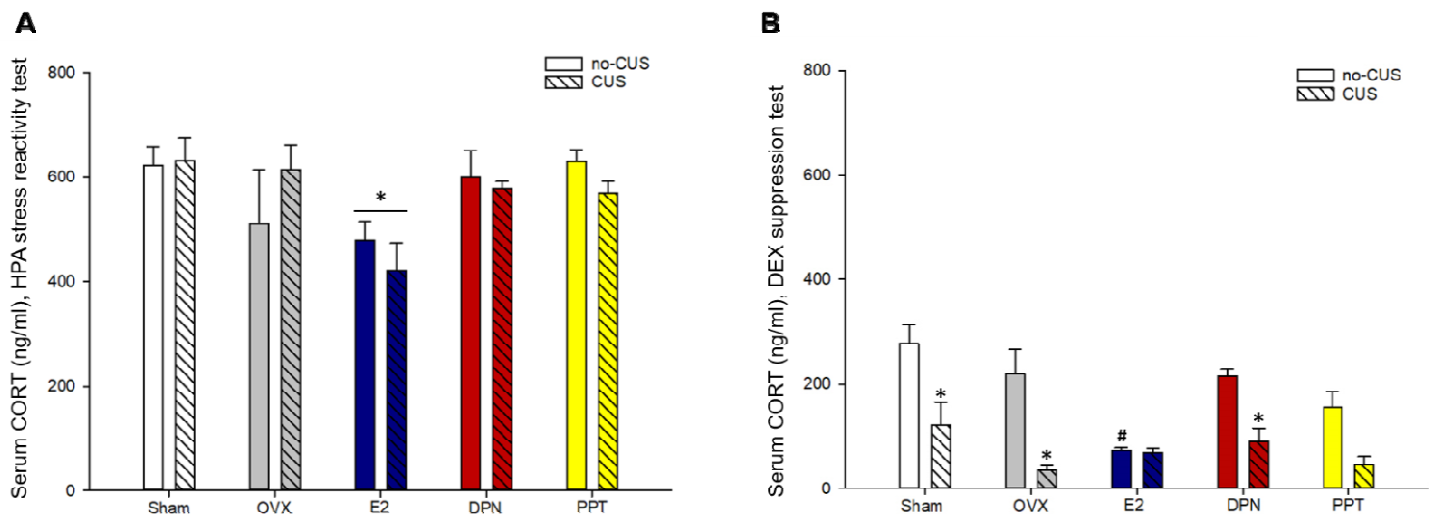 A
Serum CORT (ng/ml), HPA stress reactivity test
800
600
400
200
0
no-CUS
CUS
*
Sham OVX E2 DPN PPT
B
Serum CORT (ng/ml), DEX suppression test
800
600
400
200
0
no-CUS
CUS
*
*
#
*
Sham OVX E2 DPN PPT